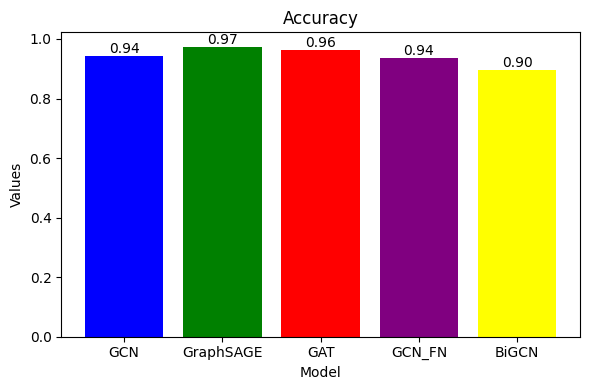 Accuracy
0.94
0.97
0.96
0.94
0.90
1.0
0.8
0.6
0.4
0.2
0.0
Values
GCN
GraphSAGE
GAT
GCN_FN
BiGCN
Model